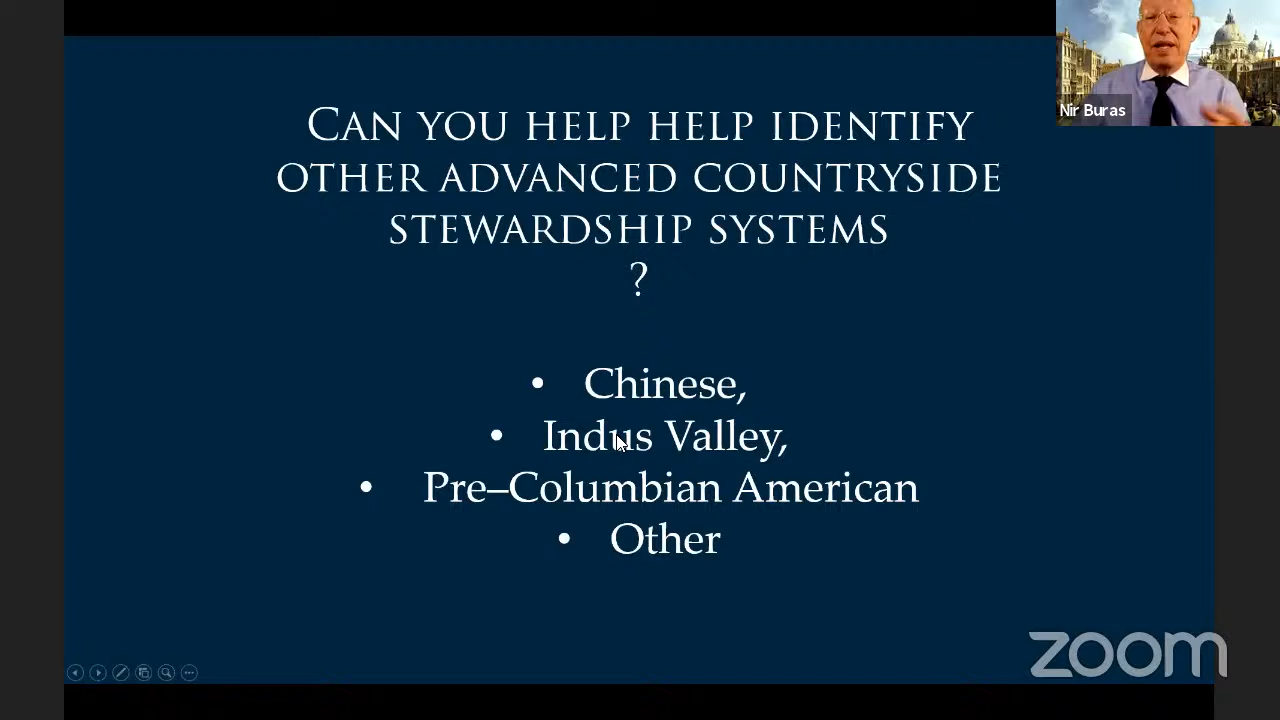 Nir Buras
CAN YOU HELP HELP IDENTIFY
OTHER ADVANCED COUNTRYSIDE
STEWARDSHIP SYSTEMS
?
• Chinese,
• Indus Valley,
• Pre–Columbian American
• Other
zoom